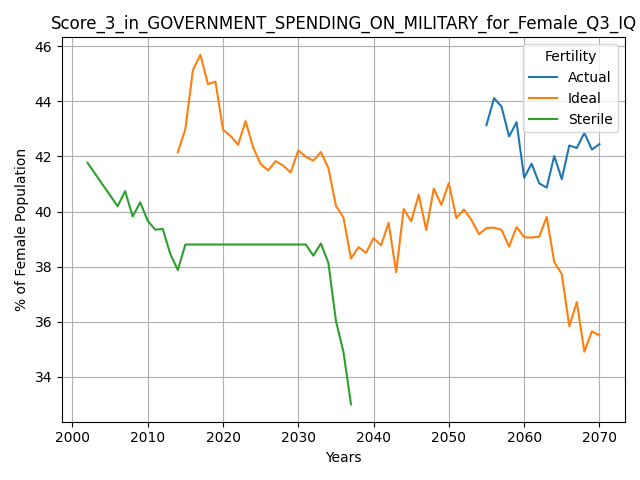 Score_3_in_GOVERNMENT_SPENDING_ON_MILITARY_for_Female_Q3_IQ
Fertility
Actual
Ideal
Sterile
% of Female Population
46
44
42
40
38
36
34
2000 2010 2020 2030 2040 2050 2060 2070
Years